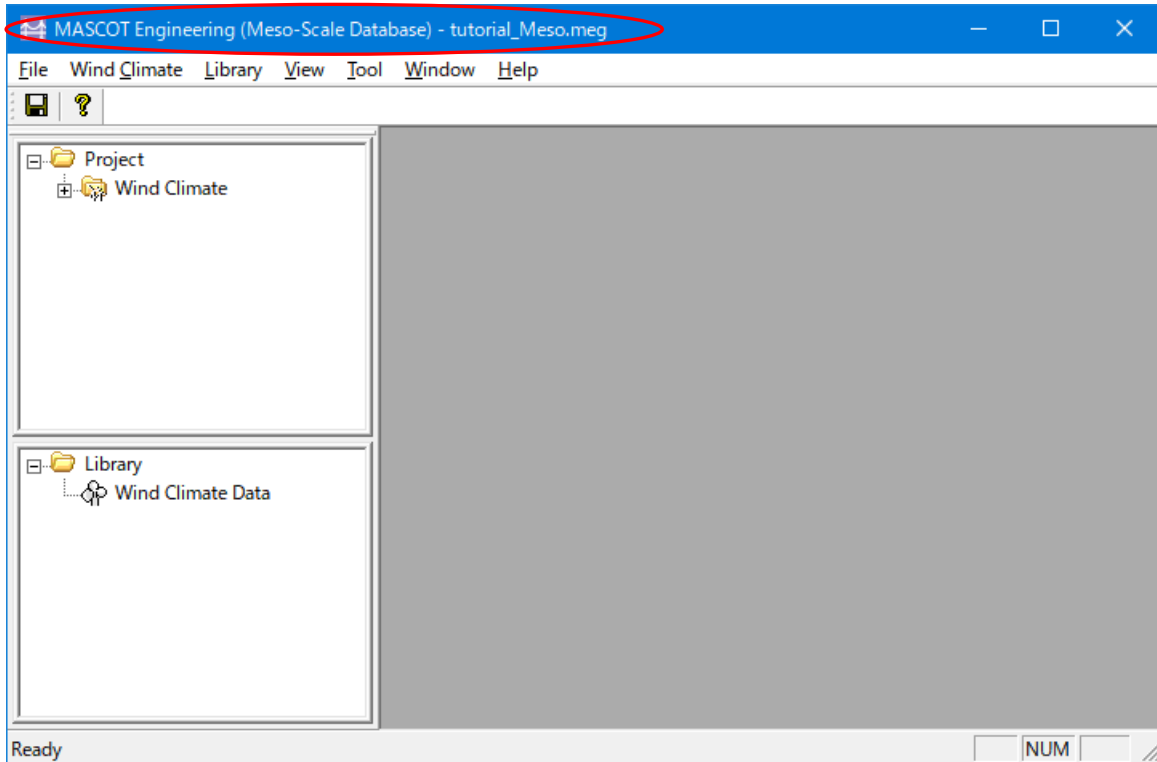 MASCOT Engineering (Meso-Scale Database) - tutorial_Meso.meg
File Wind Climate Library View Tool Window Help
Project
Wind Climate
Library
Wind Climate Data
Ready
NUM